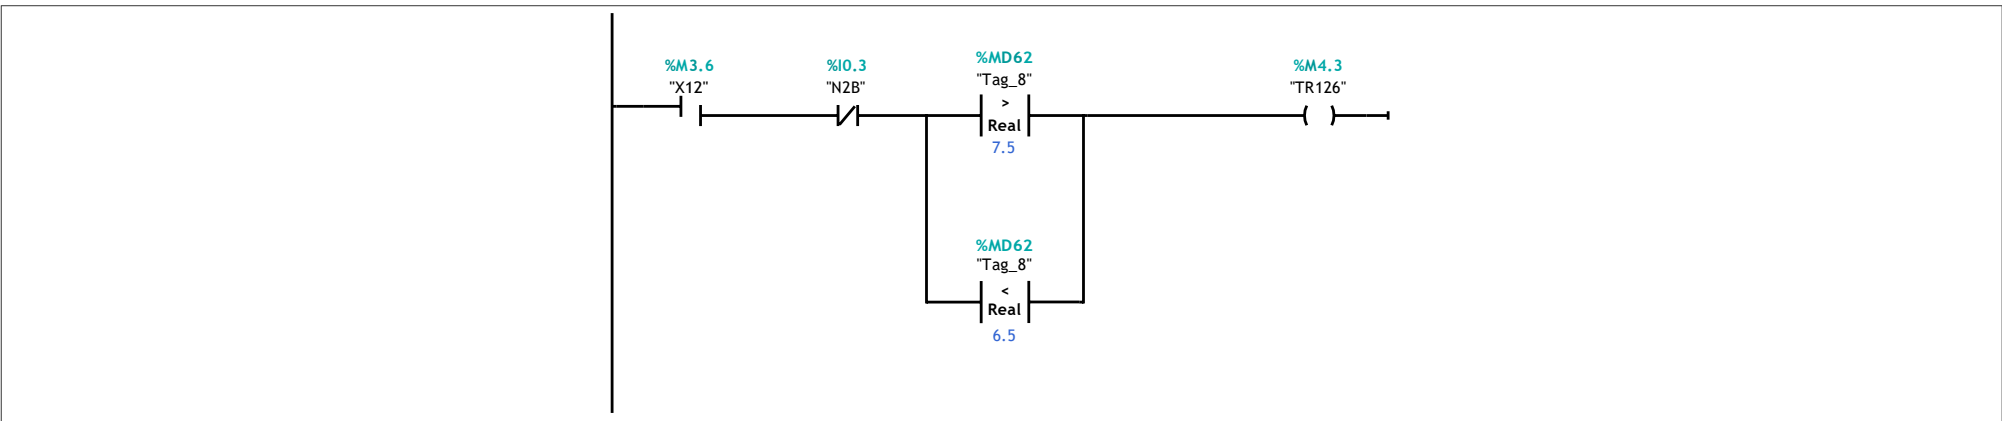 %M3.6
"X12"
%I0.3
"N2B"
%MD62
"Tag_8"
>
Real
7.5
%M4.3
"TR126"
%MD62
"Tag_8"
<
Real
6.5